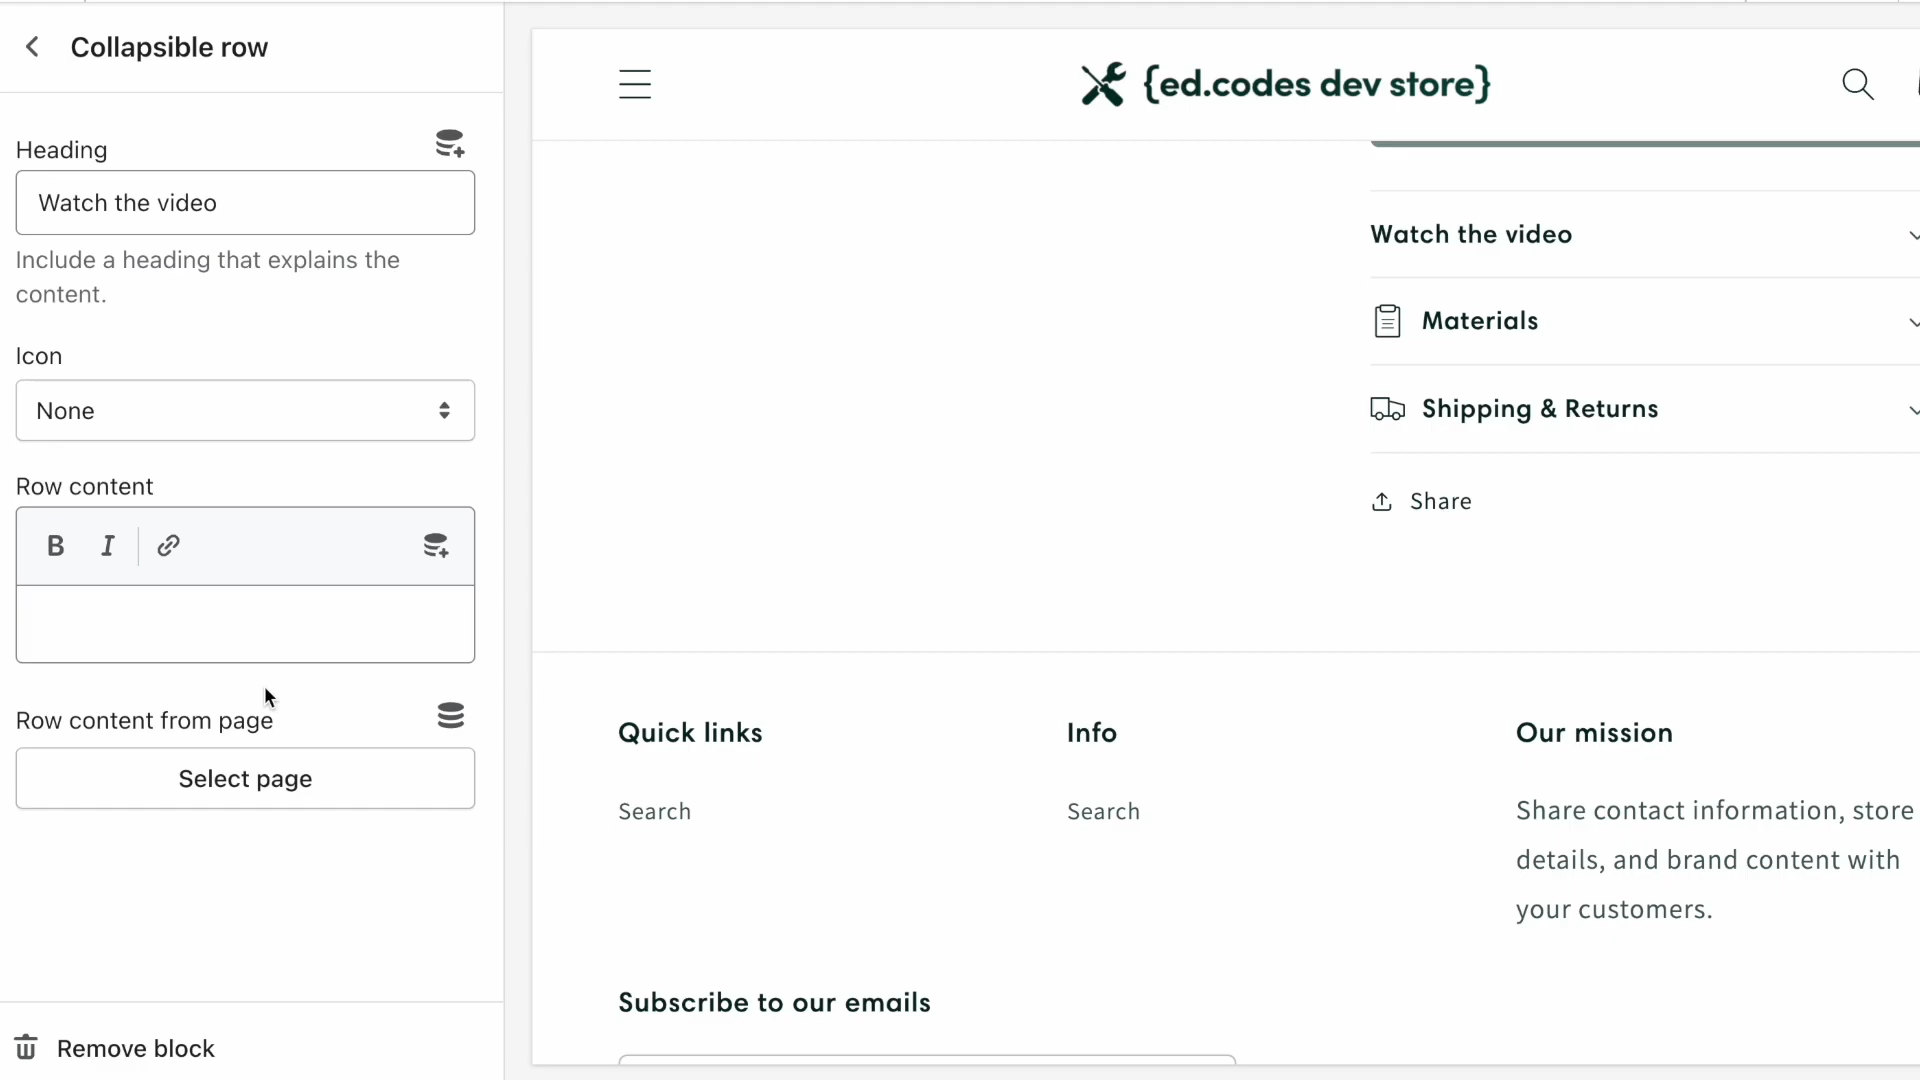 Collapsible row
Heading
Watch the video
Include a heading that explains the
content.
Icon
None
Row content
B I
Row content from page
Select page
Remove block
{ed.codes dev store}
Watch the video
Materials
Shipping & Returns
Share
Quick links
Search
Info
Search
Our mission
Share contact information, store
details, and brand content with
your customers.
Subscribe to our emails